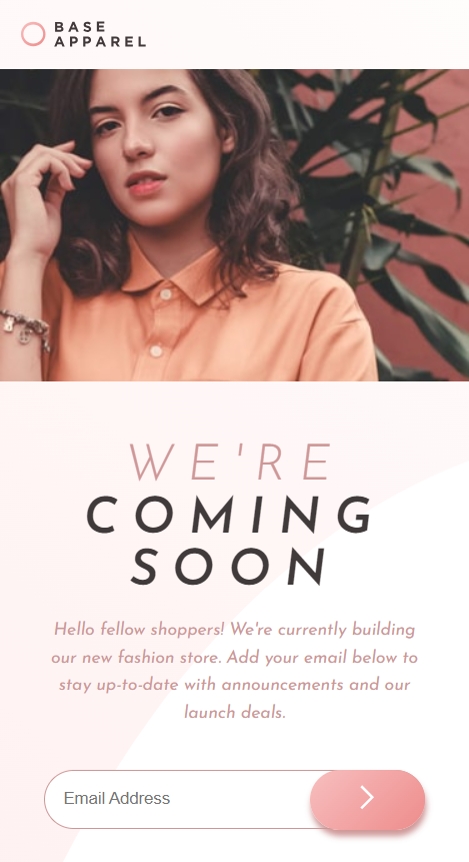 BASE
APPAREL
WE'RE
COMING
SOON
Hello fellow shoppers! We're currently building
our new fashion store. Add your email below to
stay up-to-date with announcements and our
launch deals.
Email Address